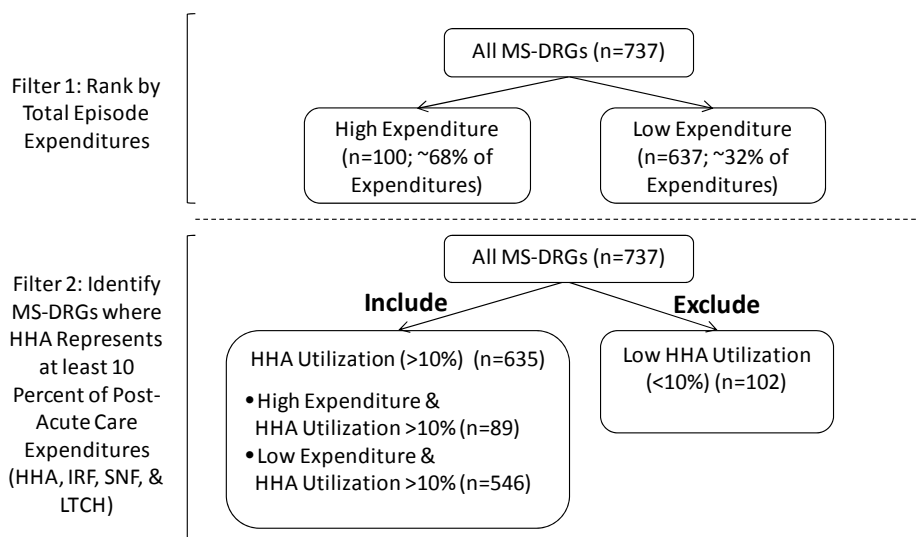 Filter 1: Rank by
Total Episode
Expenditures
All MS-DRGs (n=737)
High Expenditure
(n=100; ~68% of
Expenditures)
Low Expenditure
(n=637; ~32% of
Expenditures)
Filter 2: Identify
MS-DRGs where
HHA Represents
at least 10
Percent of Post-
Acute Care
Expenditures
(HHA, IRF, SNF, &
LTCH)
All MS-DRGs (n=737)
Include
Exclude
HHA Utilization (>10%) (n=635)
•High Expenditure &
HHA Utilization >10% (n=89)
•Low Expenditure &
HHA Utilization >10% (n=546)
Low HHA Utilization
(<10%) (n=102)